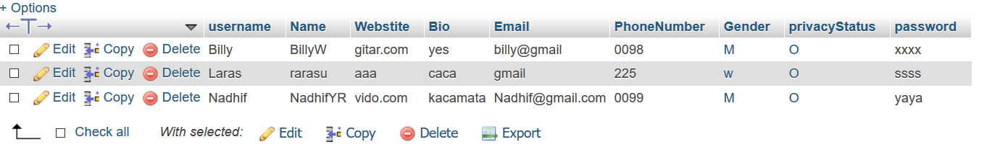 + Options
username Name Webstite Bio Email PhoneNumber Gender privacyStatus password
Edit Copy Delete Billy BillyW gitar.com yes billy@gmail 0098 M O xxxx
Edit Copy Delete Laras rarasu aaa caca gmail 225 w O ssss
Edit Copy Delete Nadhif NadhifYR vido.com kacamata Nadhif@gmail.com 0099 M O yaya
Check all With selected: Edit Copy Delete Export